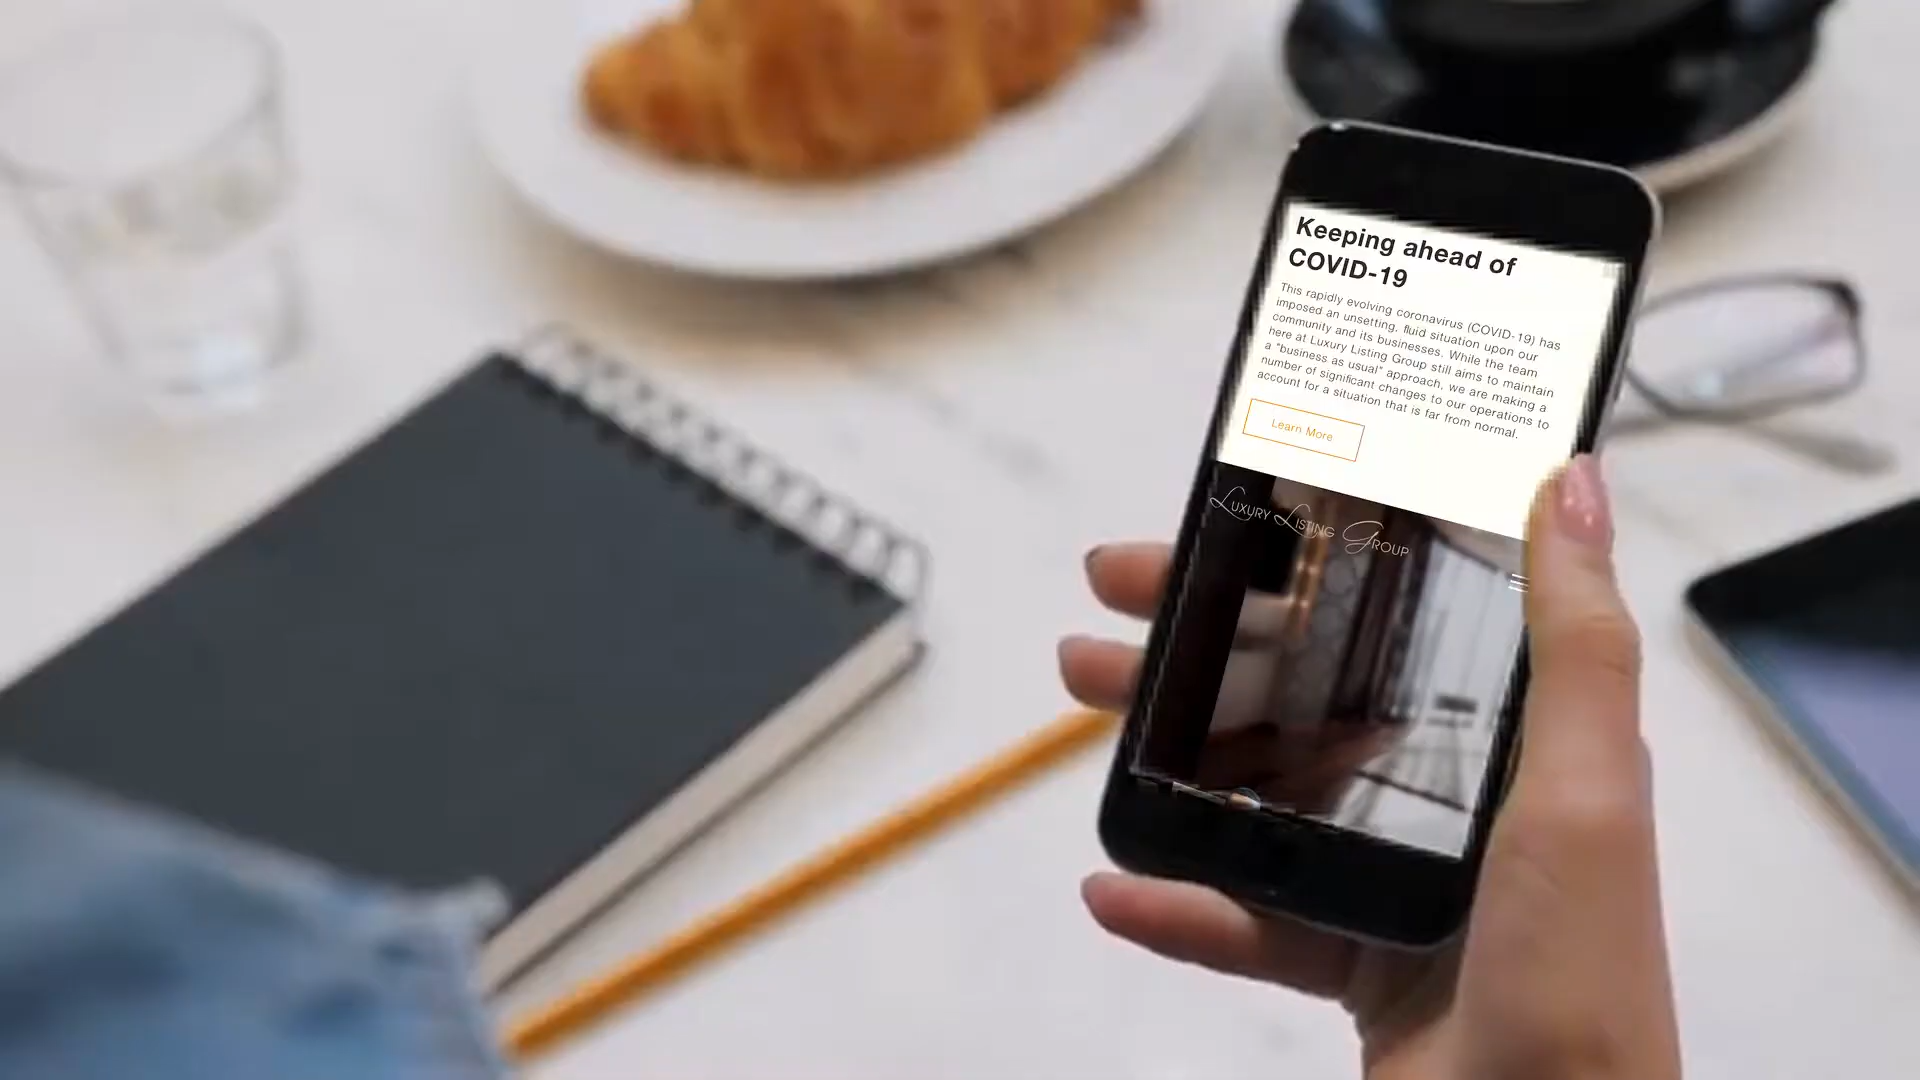 Keeping ahead of
COVID-19
This rapidly evolving coronavirus (COVID-19) has
imposed an unsetting, fluid situation upon our
community and its businesses. While the team
here at Luxury Listing Group still aims to maintain
a "business as usual" approach, we are making a
number of significant changes to our operations to
account for a situation that is far from normal.
Learn More
LUXURY LISTING GROUP